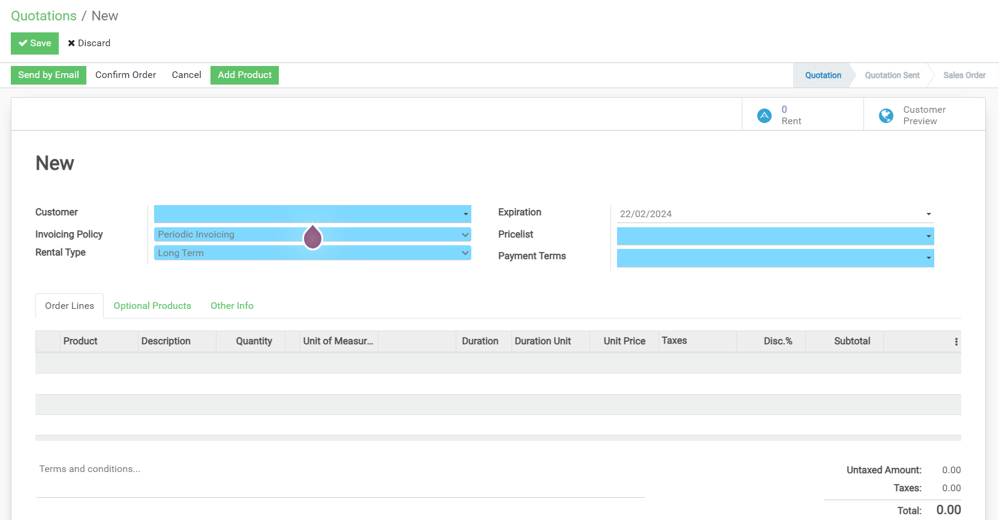 Quotations / New
Save Discard
Send by Email Confirm Order Cancel Add Product Quotation Quotation Sent Sales Order
0
Rent
Customer
Preview
New
Customer Expiration 22/02/2024
Invoicing Policy Periodic Invoicing Pricelist
Rental Type Long Term Payment Terms
Order Lines Optional Products Other Info
Product Description Quantity Unit of Measur... Duration Duration Unit Unit Price Taxes Disc.% Subtotal
Terms and conditions...
Untaxed Amount: 0.00
Taxes: 0.00
Total: 0.00